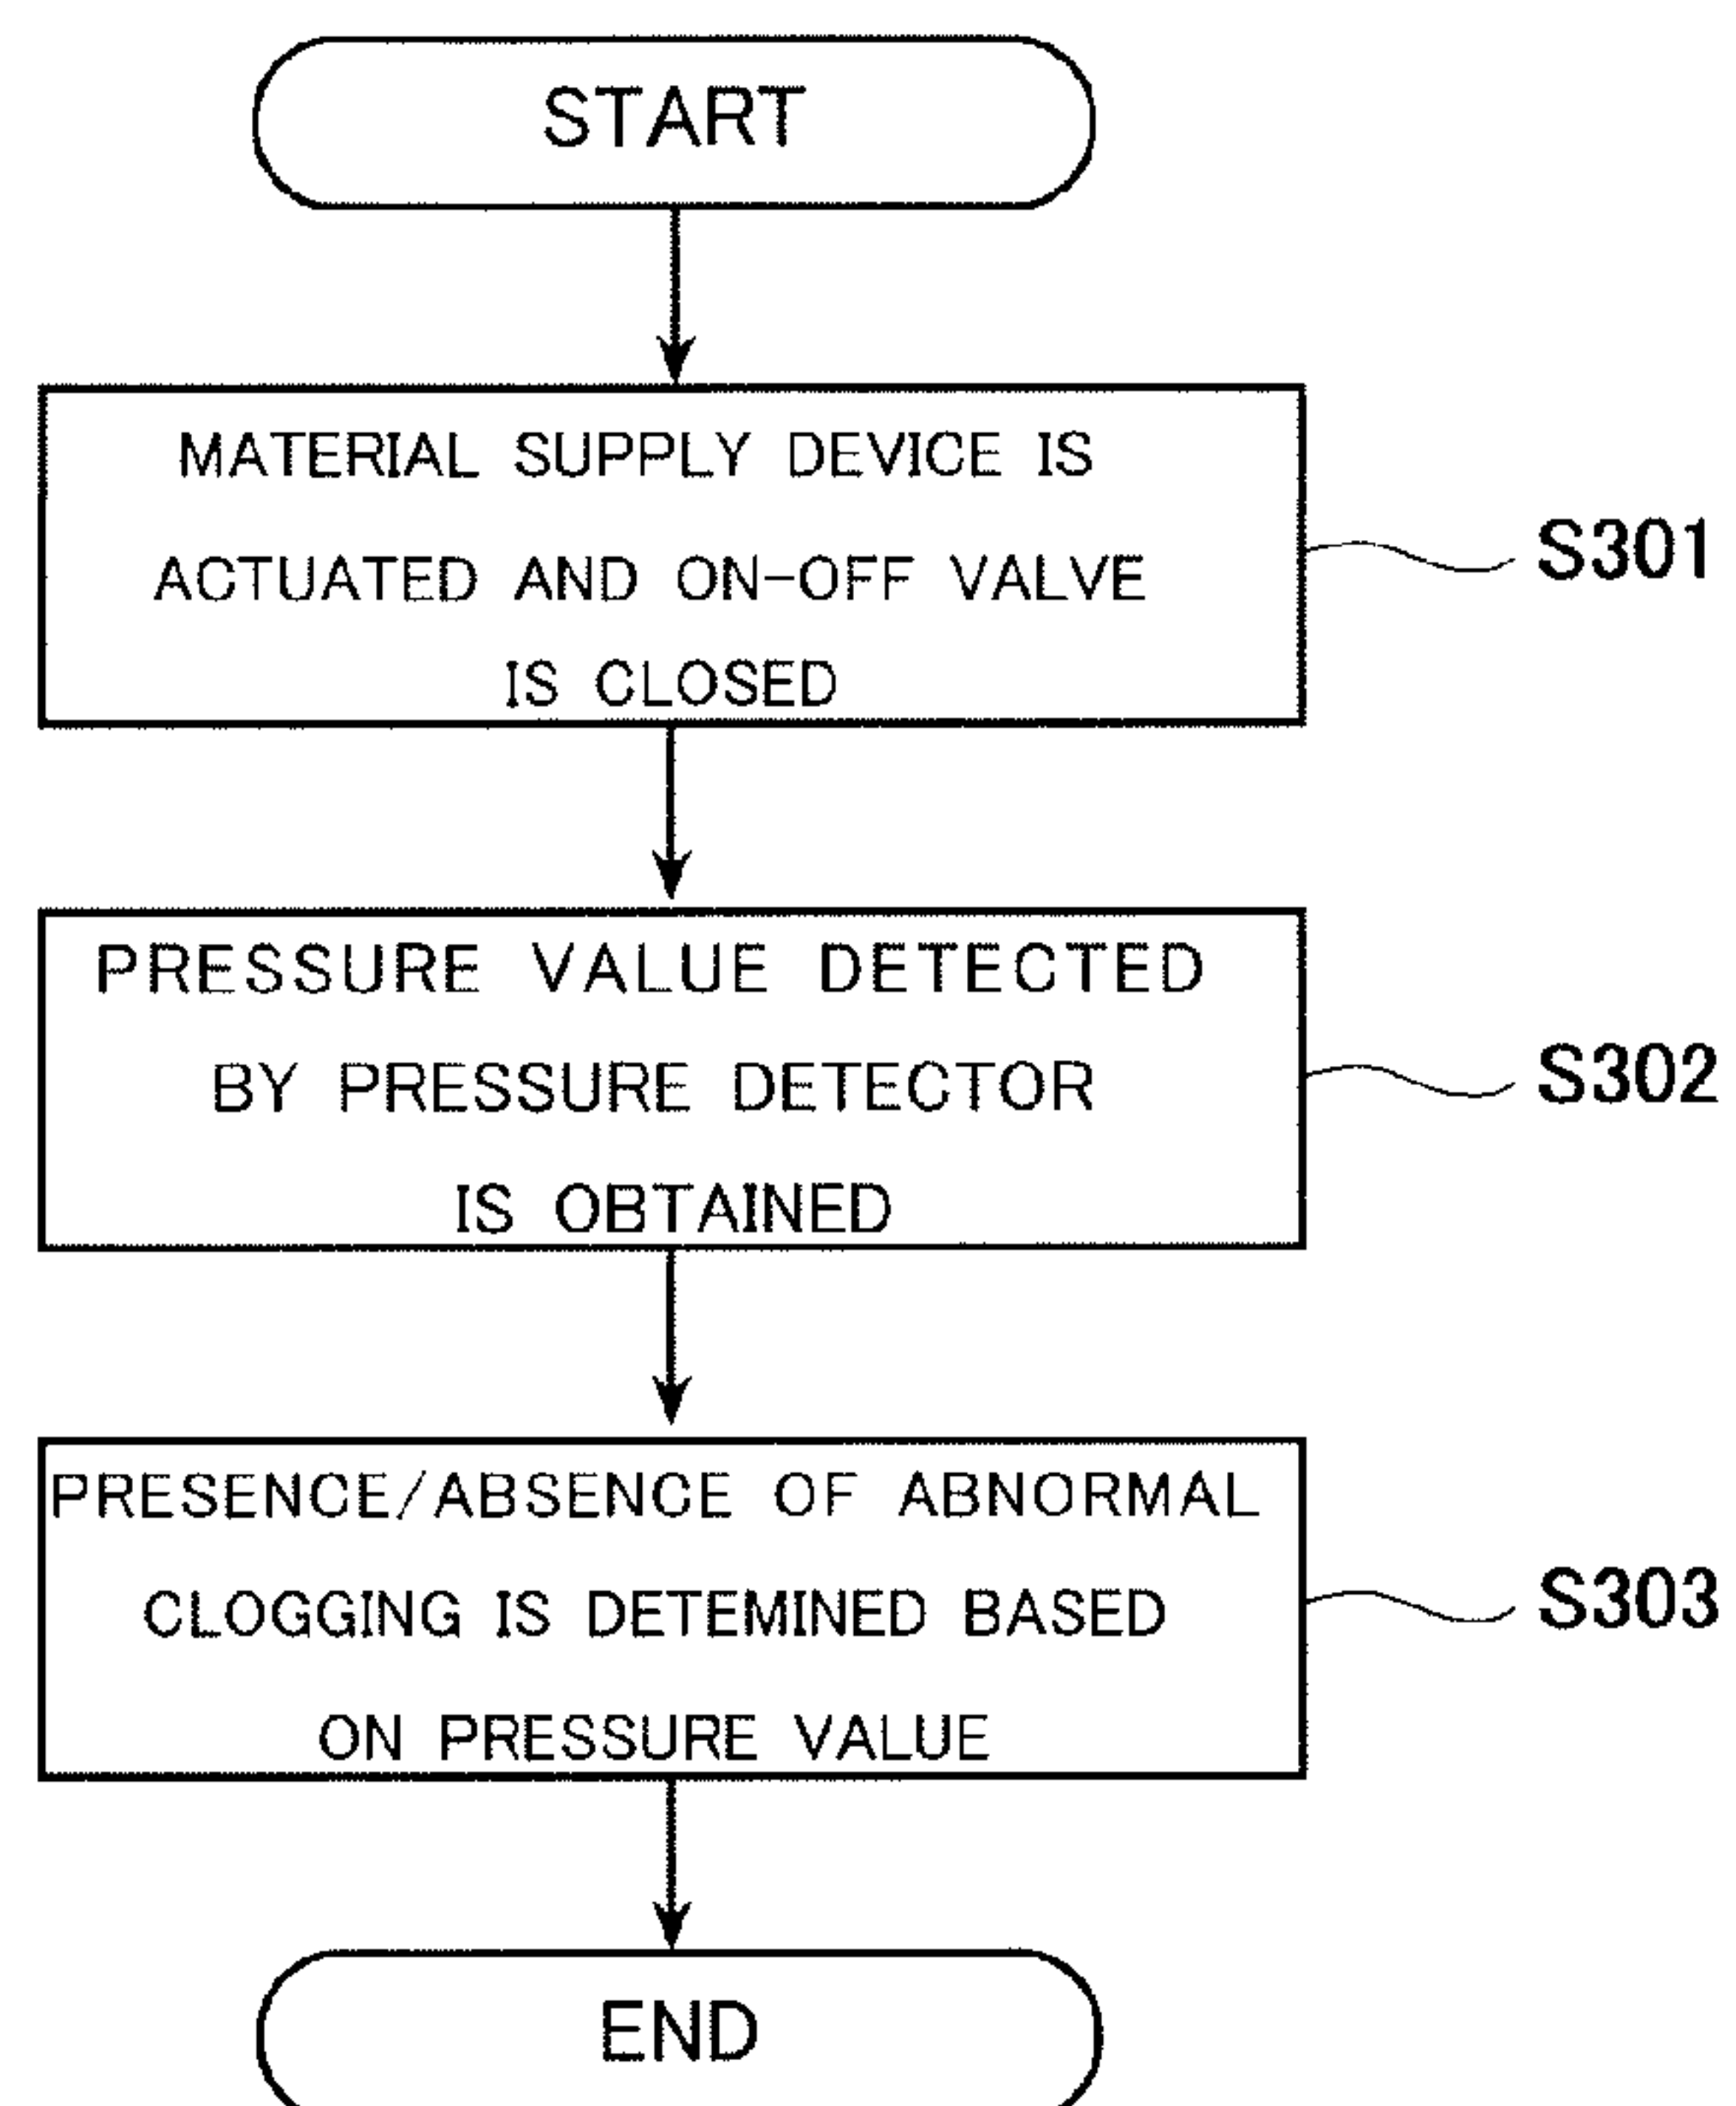 START
MATERIAL SUPPLY DEVICE IS
ACTUATED AND ON-OFF VALVE
IS CLOSED
S301
PRESSURE VALUE DETECTED
BY PRESSURE DETECTOR
IS OBTAINED
S302
PRESENCE/ABSENCE OF ABNORMAL
CLOGGING IS DETEMINED BASED
ON PRESSURE VALUE
S303
END